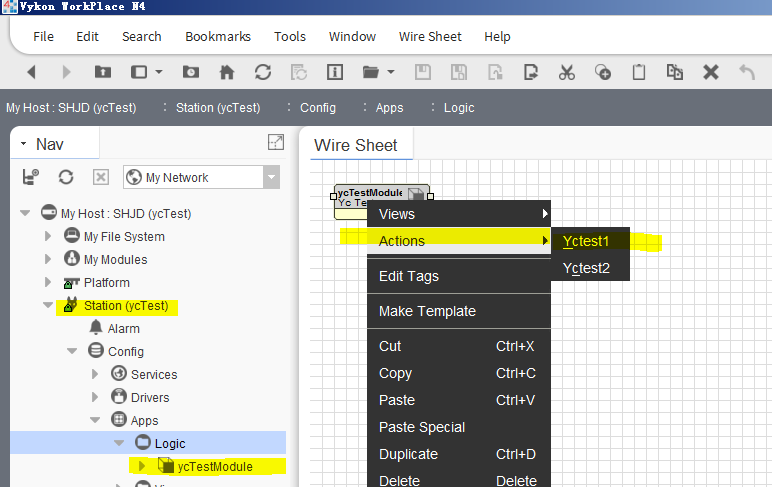 Vykon WorkPlace N4
File Edit Search Bookmarks Tools Window Wire Sheet Help
My Host : SHJD (ycTest) : Station (ycTest) : Config : Apps : Logic
Nav
Wire Sheet
My Network
My Host : SHJD (ycTest)
My File System
My Modules
Platform
Station (ycTest)
Alarm
Config
Services
Drivers
Apps
Logic
ycTestModule
ycTestModule
Yc Tes
Views
Actions
Yctest1
Yctest2
Edit Tags
Make Template
Cut Ctrl+X
Copy Ctrl+C
Paste Ctrl+V
Paste Special
Duplicate Ctrl+D
Delete Delete